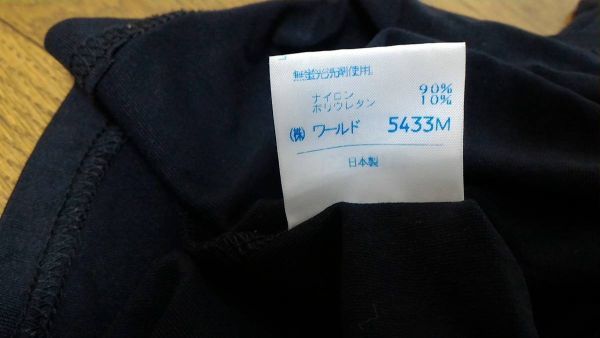 無蛍光洗剤使用。
ナイロン 90%
ポリウレタン 10%
㈱ ワールド 5433M
日本製